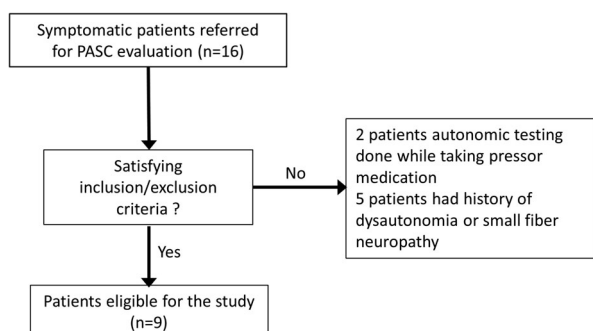 Symptomatic patients referred
for PASC evaluation (n=16)
Satisfying
inclusion/exclusion
criteria ?
No
2 patients autonomic testing
done while taking pressor
medication
5 patients had history of
dysautonomia or small fiber
neuropathy
Yes
Patients eligible for the study
(n=9)